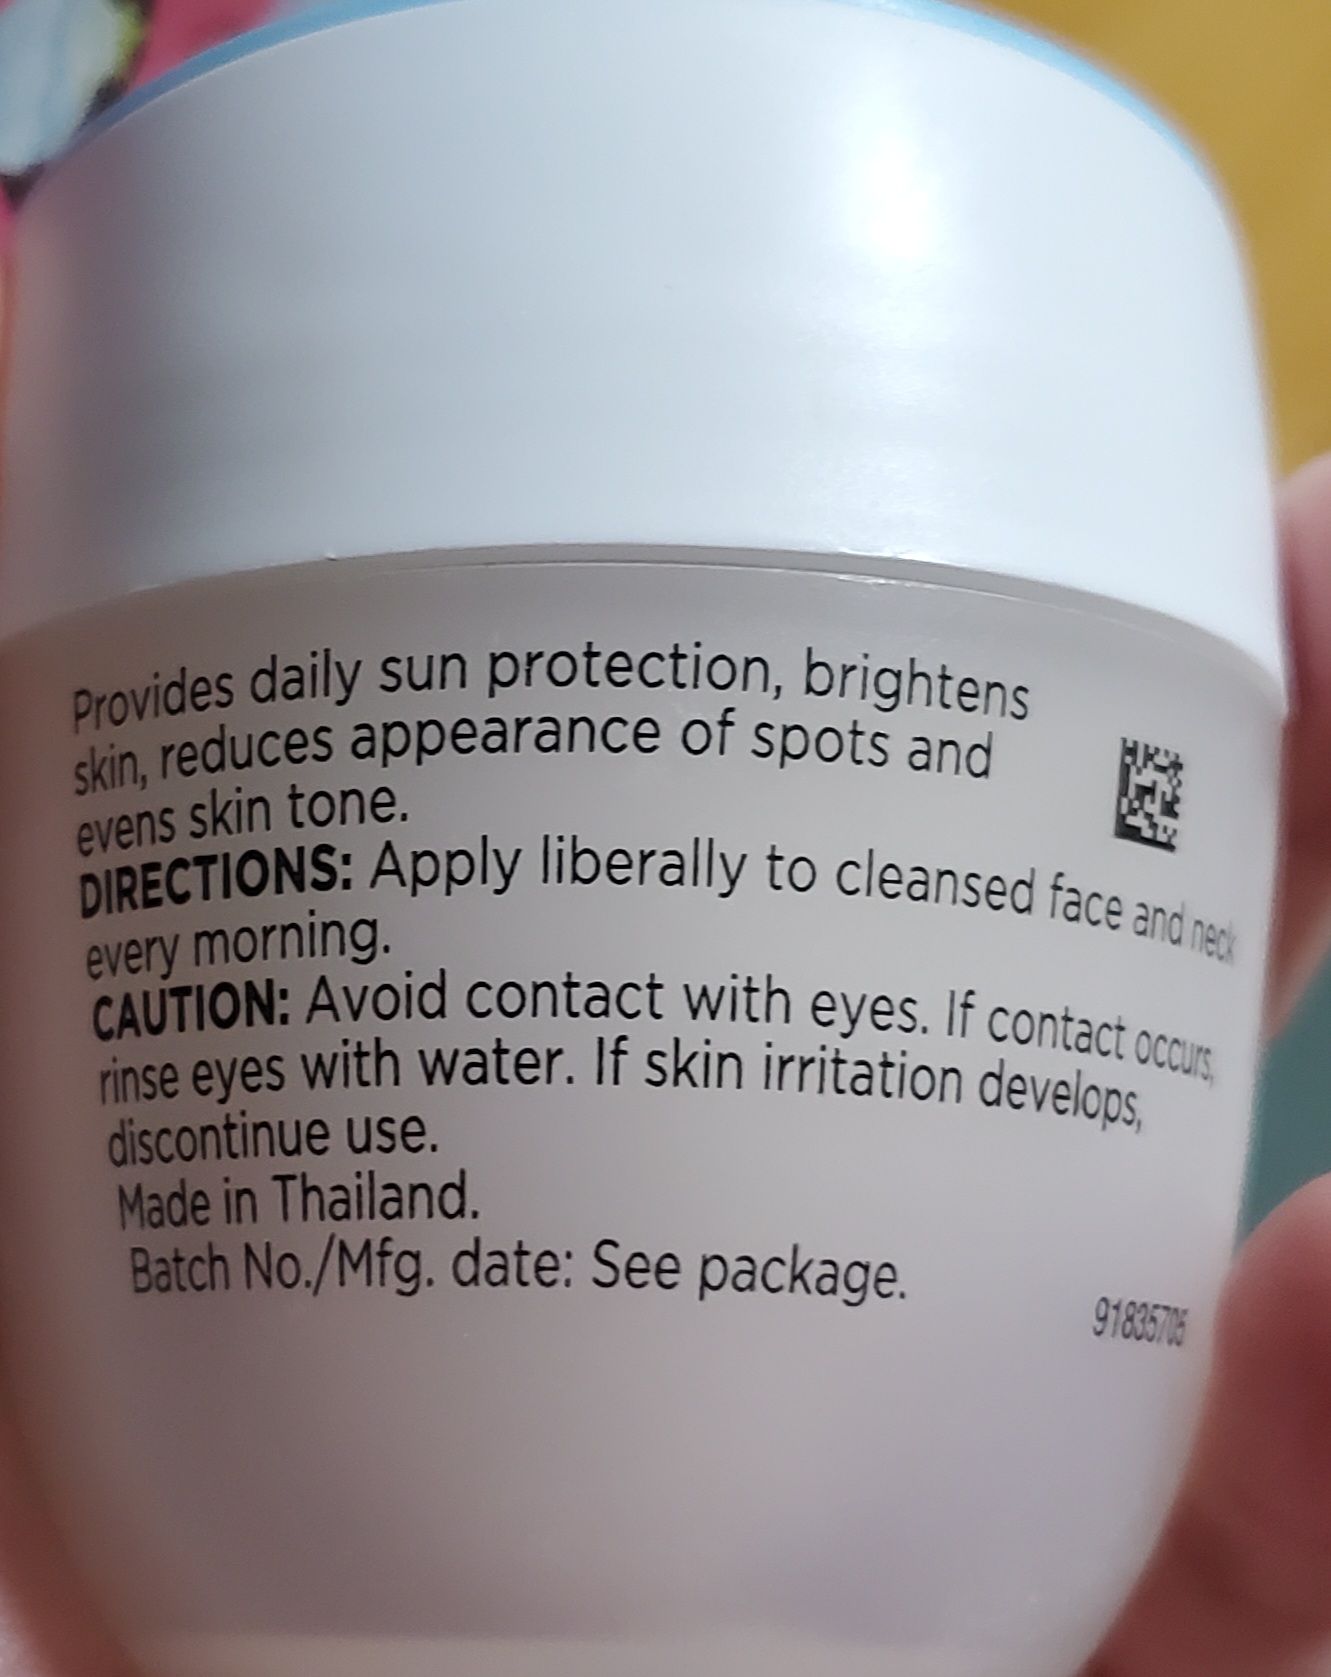 Provides daily sun protection, brightens
skin, reduces appearance of spots and
evens skin tone.
DIRECTIONS: Apply liberally to cleansed face and neck
every morning.
CAUTION: Avoid contact with eyes. If contact occurs,
rinse eyes with water. If skin irritation develops,
discontinue use.
Made in Thailand.
Batch No./Mfg. date: See package.
91835705